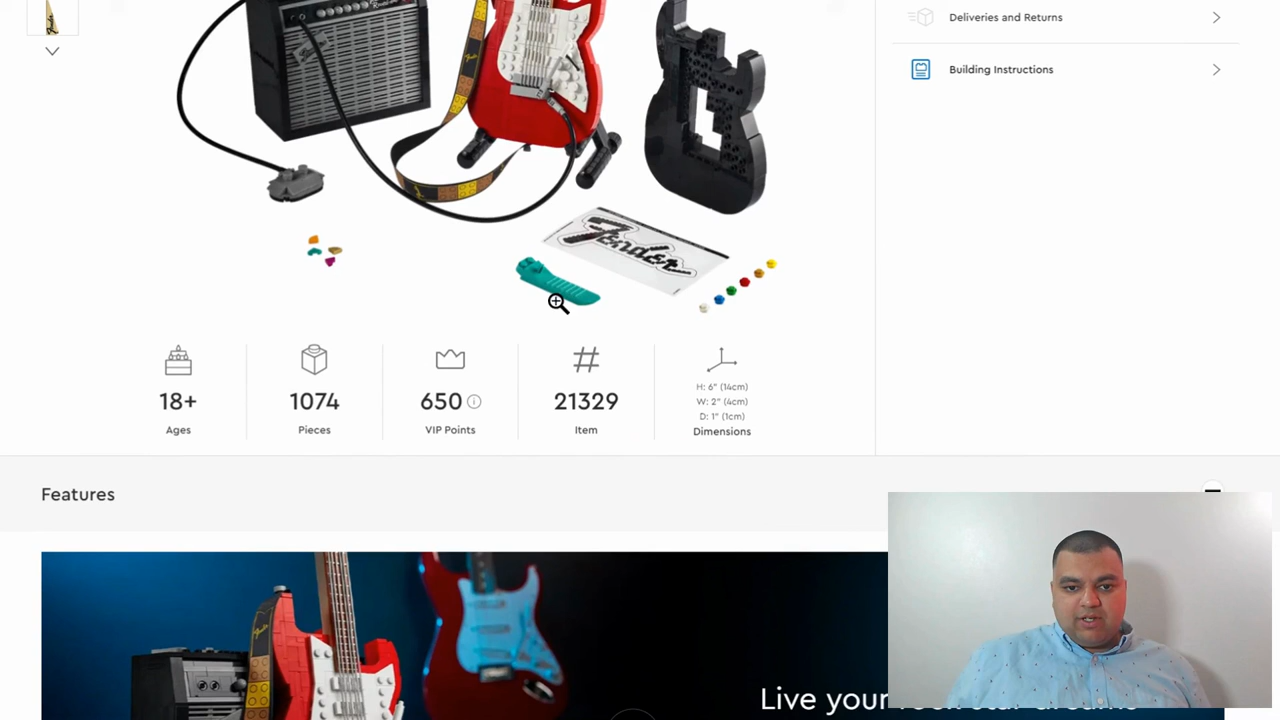 Deliveries and Returns
Building Instructions
Fender
18+
1074
650
21329
H: 6" (14cm)
W: 2" (4cm)
D: 1" (1cm)
Ages
Pieces
VIP Points
Item
Dimensions
Features
Live your